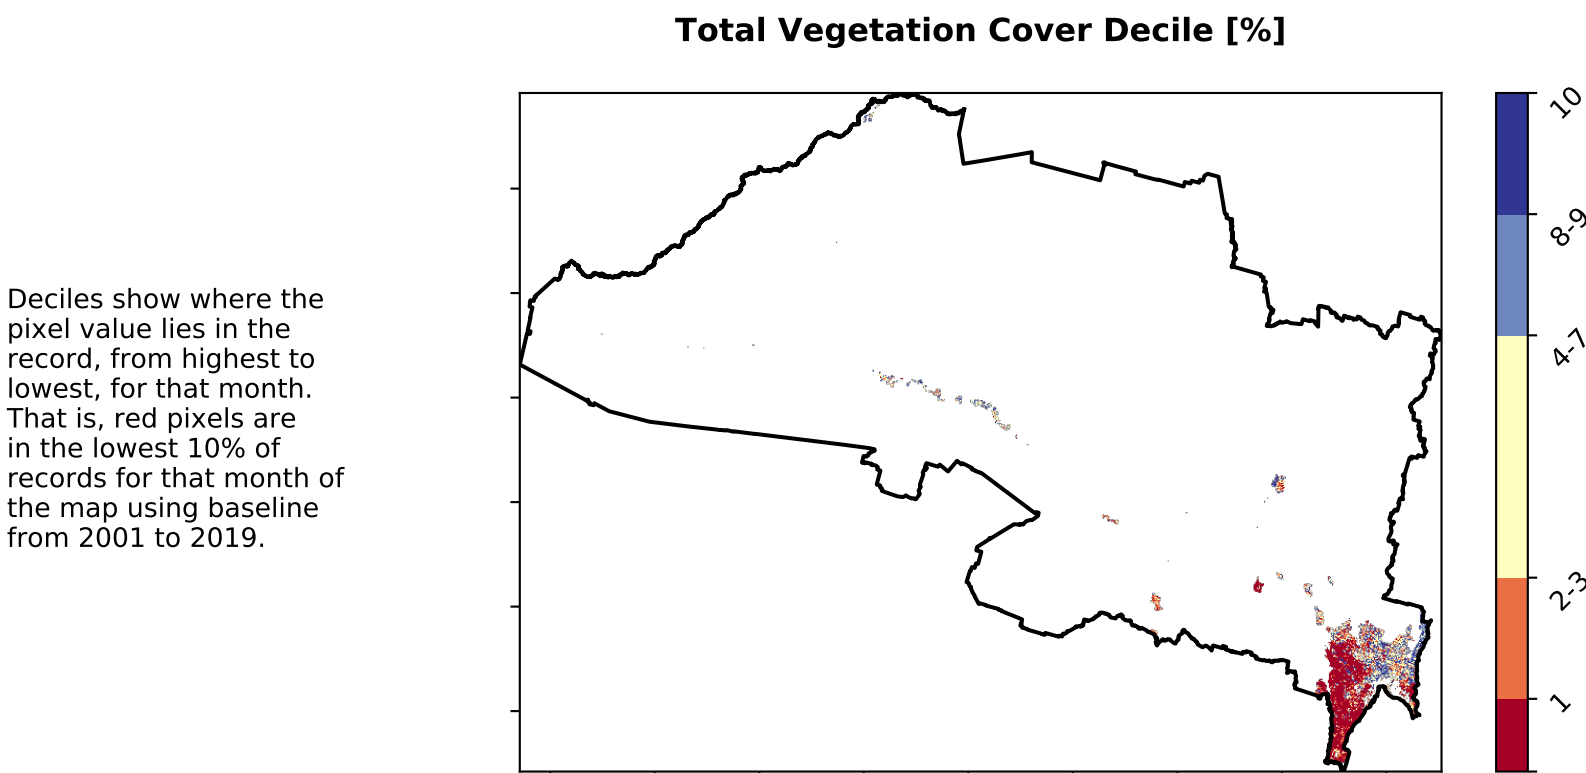 Total Vegetation Cover Decile [%]
Deciles show where the
pixel value lies in the
record, from highest to
lowest, for that month.
That is, red pixels are
in the lowest 10% of
records for that month of
the map using baseline
from 2001 to 2019.
10
8-9
4-7
2-3
1